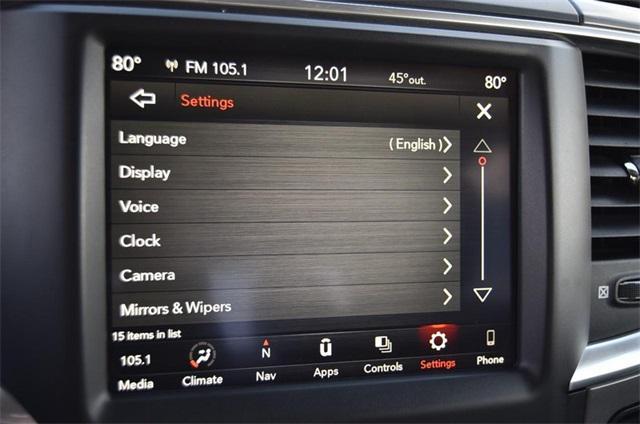 80° FM 105.1 12:01 45°out. 80°
Settings
Language ( English )
Display
Voice
Clock
Camera
Mirrors & Wipers
15 items in list
105.1 N
Media Climate Nav Apps Controls Settings Phone